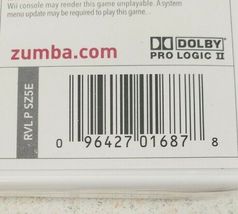 Wii console may render this game unplayable. A system
menu update may be required to play this game.
zumba.com
DOLBY
PRO LOGIC II
RVL P SZ5E
0 96427 01687 8